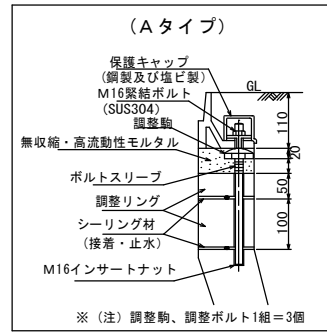 (Aタイプ)
保護キャップ
(鋼製及び塩ビ製)
GL
M16緊結ボルト
(SUS304)
調整駒
無収縮・高流動性モルタル
ボルトスリーブ
調整リング
シーリング材
(接着・止水)
M16インサートナット
110
20
50
100
※(注)調整駒、調整ボルト1組=3個